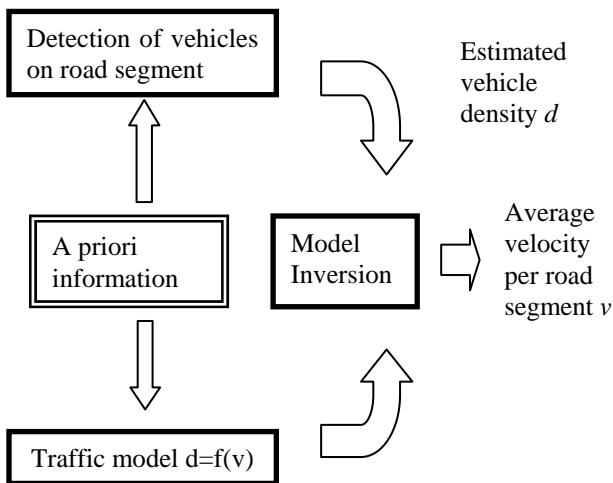 Detection of vehicles
on road segment
Estimated
vehicle
density d
A priori
information
Model
Inversion
Average
velocity
per road
segment v
Traffic model d=f(v)